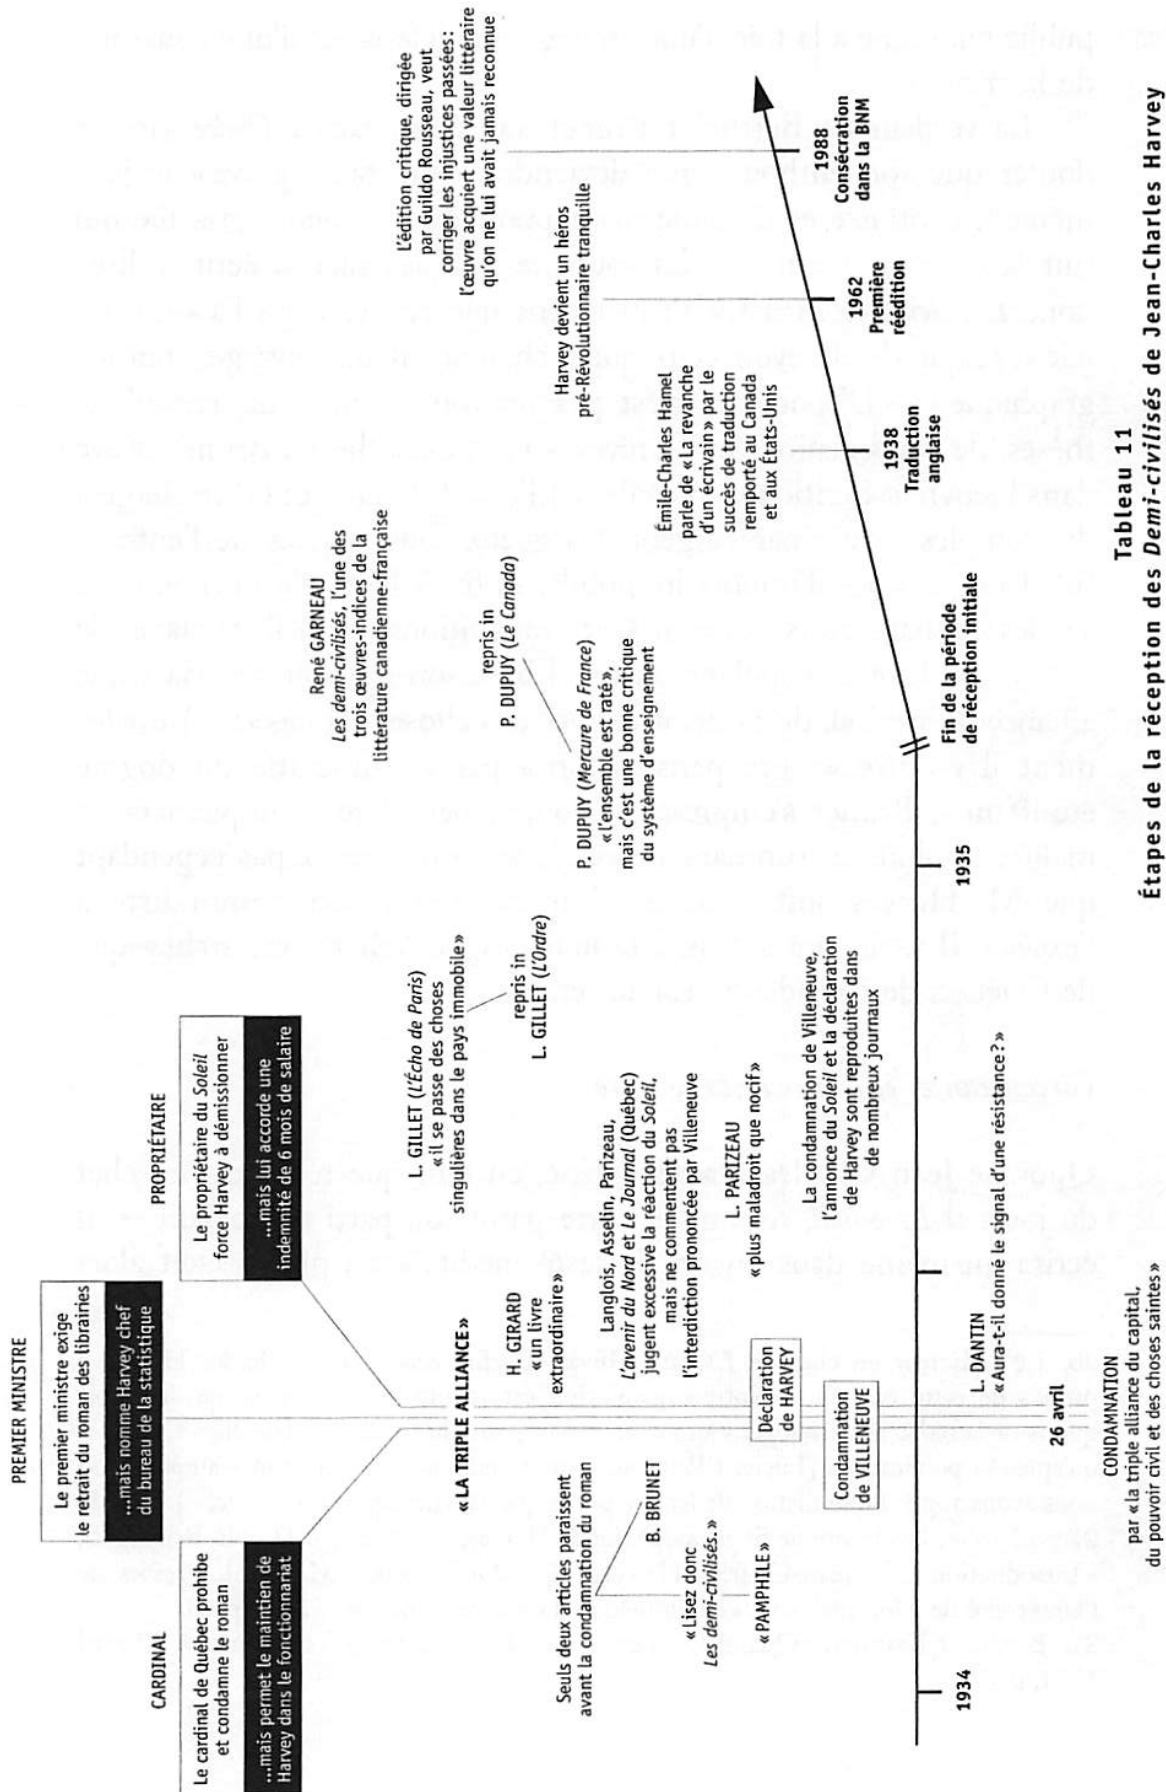 PREMIER MINISTRE
Le premier ministre exige
le retrait du roman des librairies
...mais nomme Harvey chef
du bureau de la statistique
CARDINAL
Le cardinal de Québec prohibe
et condamne le roman
...mais permet le maintien de
Harvey dans le fonctionnariat
PROPRIÉTAIRE
Le propriétaire du Soleil
force Harvey à démissionner
...mais lui accorde une
indemnité de 6 mois de salaire
«LA TRIPLE ALLIANCE»
Seuls deux articles paraissent
avant la condamnation du roman
B. BRUNET
«Lisez donc
Les demi-civilisés.»
«PAMPHILE»
H. GIRARD
«un livre
extraordinaire»
Langlois, Asselin, Parizeau,
L'avenir du Nord et Le Journal (Québec)
jugent excessive la réaction du Soleil,
mais ne commentent pas
l'interdiction prononcée par Villeneuve
L. PARIZEAU
«plus maladroit que nocif»
Déclaration
de HARVEY
Condamnation
de VILLENEUVE
La condamnation de Villeneuve,
l'annonce du Soleil et la déclaration
de Harvey sont reproduites dans
de nombreux journaux
L. DANTIN
«Aura-t-il donné le signal d'une résistance?»
L. GILLET (L'Écho de Paris)
«il se passe des choses
singulières dans le pays immobile»
repris in
L. GILLET (L'Ordre)
René GARNEAU
Les demi-civilisés, l'une des
trois œuvres-indices de la
littérature canadienne-française
repris in
P. DUPUY (Le Canada)
P. DUPUY (Mercure de France)
«l'ensemble est raté»,
mais c'est une bonne critique
du système d'enseignement
Émile-Charles Hamel
parle de «La revanche
d'un écrivain» par le
succès de traduction
remporté au Canada
et aux États-Unis
Harvey devient un héros
pré-Révolutionnaire tranquille
L'édition critique, dirigée
par Guildo Rousseau, veut
corriger les injustices passées:
l'œuvre acquiert une valeur littéraire
qu'on ne lui avait jamais reconnue
1934
26 avril
CONDAMNATION
par «la triple alliance du capital,
du pouvoir civil et des choses saintes»
1935
Fin de la période
de réception initiale
1938
Traduction
anglaise
1962
Première
réédition
1988
Consécration
dans la BNM
Tableau 11
Étapes de la réception des Demi-civilisés de Jean-Charles Harvey